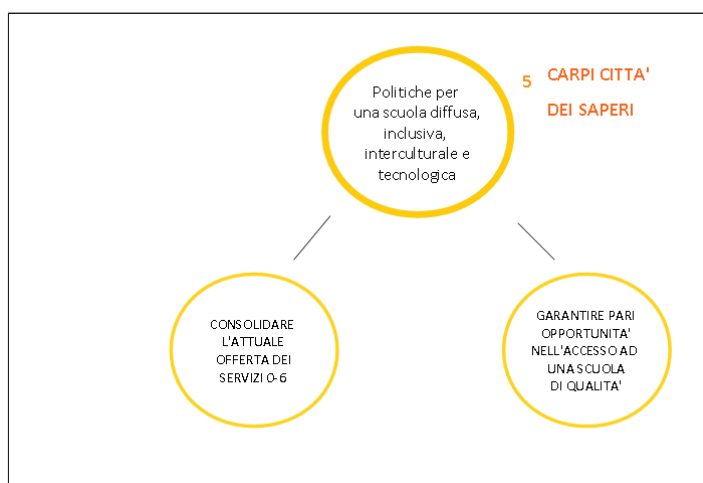 5 CARPI CITTA'
DEI SAPERI
Politiche per
una scuola diffusa,
inclusiva,
interculturale e
tecnologica
CONSOLIDARE
L'ATTUALE
OFFERTA DEI
SERVIZI 0-6
GARANTIRE PARI
OPPORTUNITA'
NELL'ACCESSO AD
UNA SCUOLA
DI QUALITA'